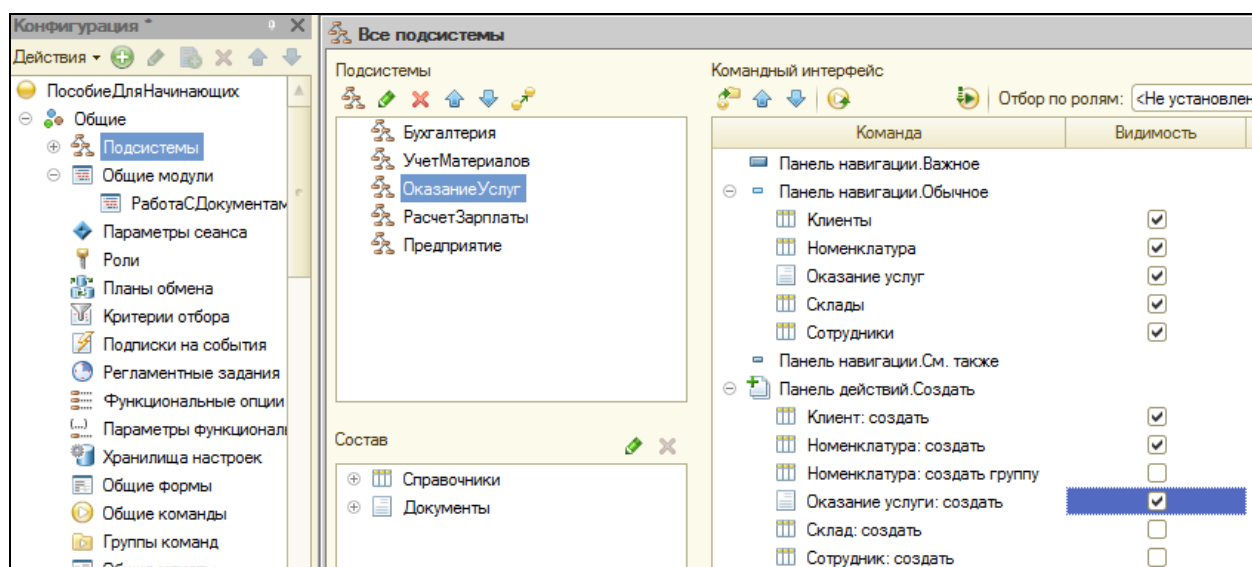 Конфигурация *
Действия
ПособиеДляНачинающих
Общие
Подсистемы
Общие модули
РаботаСДокументам
Параметры сеанса
Роли
Планы обмена
Критерии отбора
Подписки на события
Регламентные задания
Функциональные опции
Параметры функционал
Хранилища настроек
Общие формы
Общие команды
Группы команд
Все подсистемы
Подсистемы
Бухгалтерия
УчетМатериалов
ОказаниеУслуг
РасчетЗарплаты
Предприятие
Состав
Справочники
Документы
Командный интерфейс
Отбор по ролям: <Не установлен
Команда Видимость
Панель навигации.Важное
Панель навигации.Обычное
Клиенты
Номенклатура
Оказание услуг
Склады
Сотрудники
Панель навигации.См. также
Панель действий.Создать
Клиент: создать
Номенклатура: создать
Номенклатура: создать группу
Оказание услуги: создать
Склад: создать
Сотрудник: создать